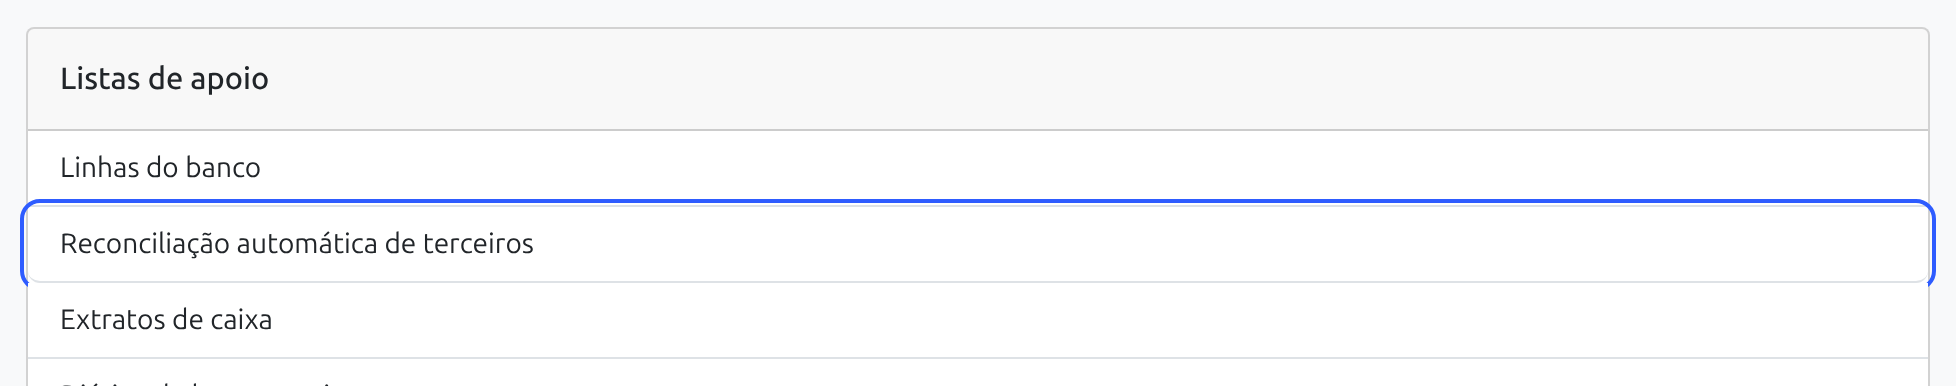 Listas de apoio
Linhas do banco
Reconciliação automática de terceiros
Extratos de caixa